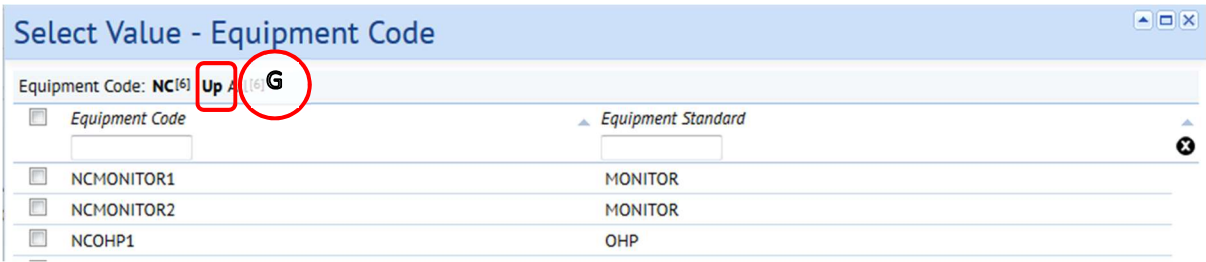 Select Value - Equipment Code
Equipment Code: NC[6] Up A [6] G
Equipment Code Equipment Standard
NCMONITOR1 MONITOR
NCMONITOR2 MONITOR
NCOHP1 OHP